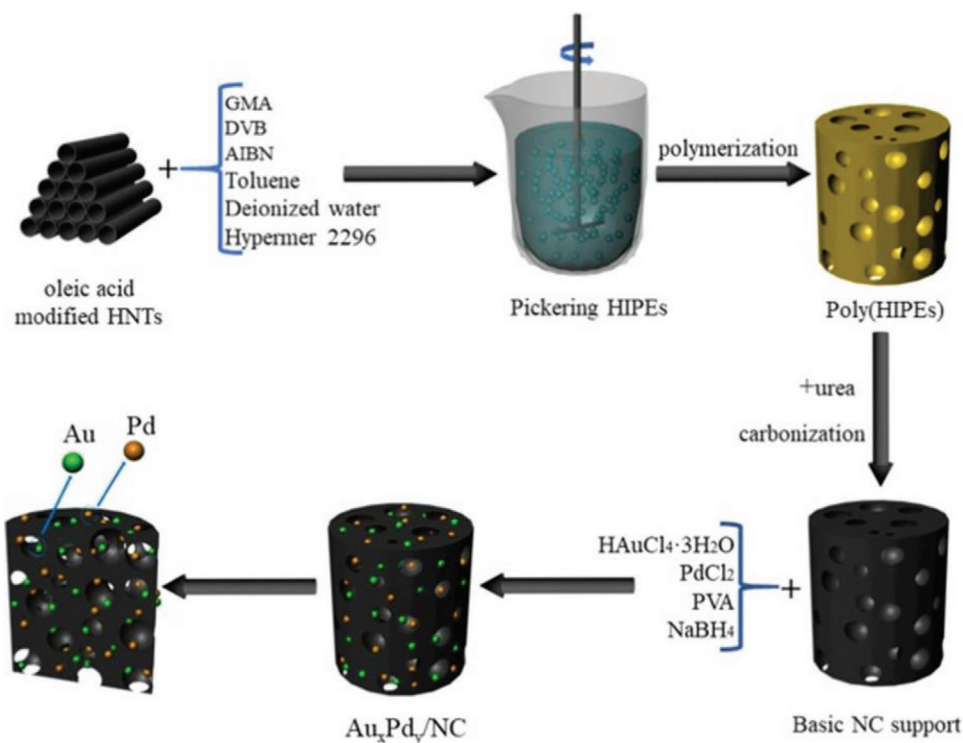 GMA
DVB
AIBN
Toluene
Deionized water
Hypermer 2296
+
oleic acid
modified HNTs
Pickering HIPEs
polymerization
Poly(HIPEs)
+urea
carbonization
Basic NC support
+
HAuCl₄·3H₂O
PdCl₂
PVA
NaBH₄
AuₓPdᵧ/NC
Au
Pd